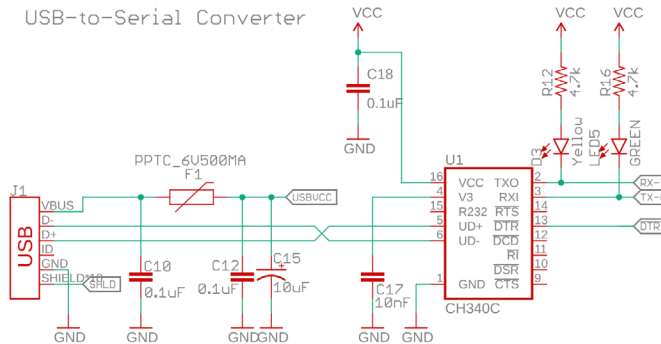 USB-to-Serial Converter
VCC
VCC
VCC
C18
0.1uF
GND
R12
4.7k
R16
4.7k
D3
Yellow
LED5
GREEN
PPTC_6V500MA
F1
USBVCC
J1
USB
VBUS
D-
D+
ID
GND
SHIELD
SHLD
C10
0.1uF
C12
0.1uF
C15
+
10uF
C17
10nF
GND
GND
GND
GND
GND
GND
U1
16 VCC TXO 2
4 V3 RXI 3
15 R232 RTS 14
5 UD+ DTR 13
6 UD- DCD 12
RI 11
DSR 10
1 GND CTS 9
CH340C
RX-
TX-
DTR